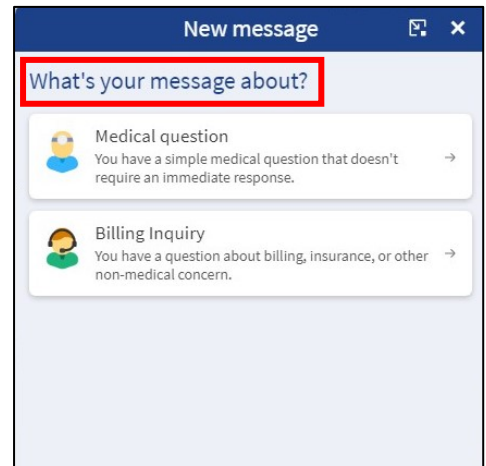 New message
What's your message about?
Medical question
You have a simple medical question that doesn't
require an immediate response.
Billing Inquiry
You have a question about billing, insurance, or other
non-medical concern.